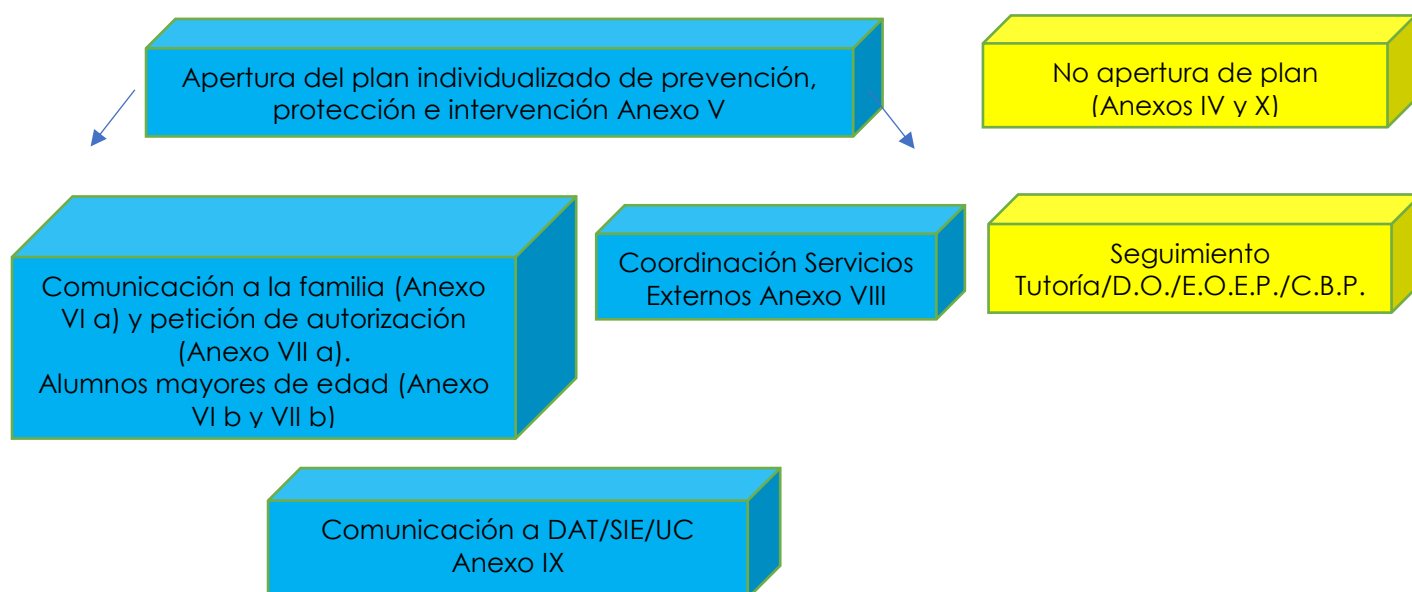 Apertura del plan individualizado de prevención,
protección e intervención Anexo V
No apertura de plan
(Anexos IV y X)
Comunicación a la familia (Anexo
VI a) y petición de autorización
(Anexo VII a).
Alumnos mayores de edad (Anexo
VI b y VII b)
Coordinación Servicios
Externos Anexo VIII
Seguimiento
Tutoría/D.O./E.O.E.P./C.B.P.
Comunicación a DAT/SIE/UC
Anexo IX